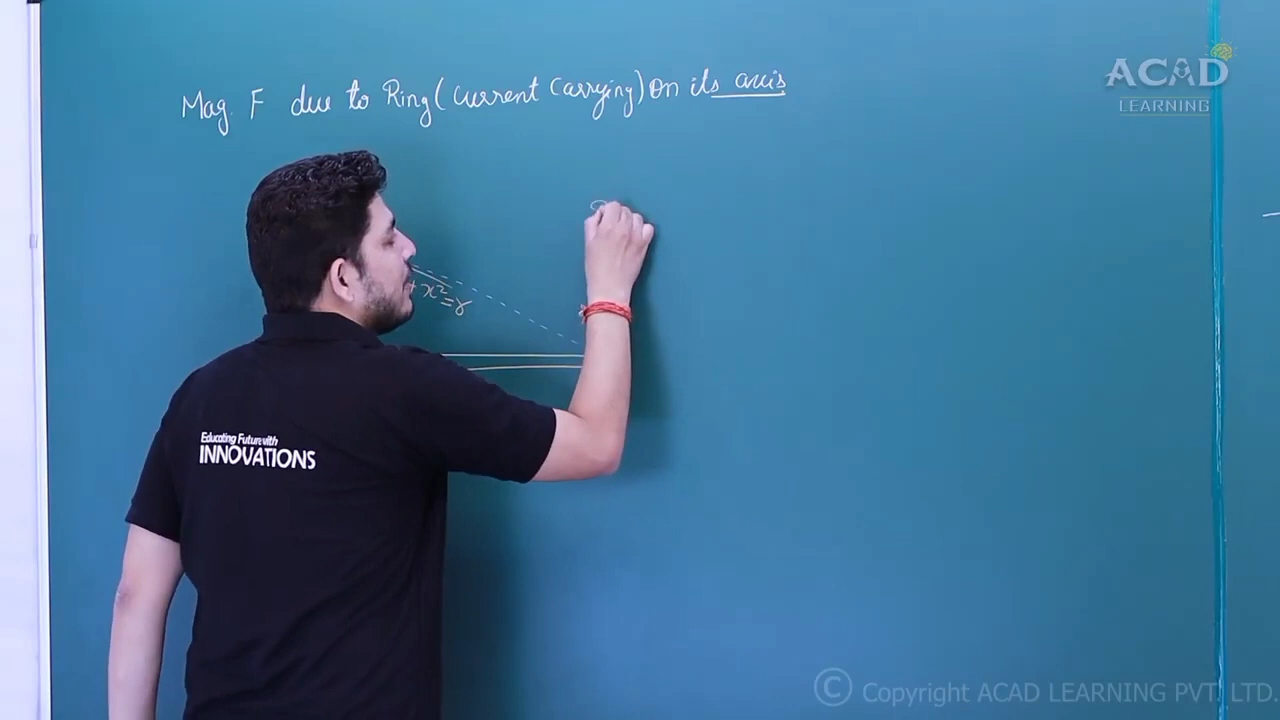 Mag. F due to Ring (Current Carrying) on its axis
ACAD
LEARNING
x²
=r
Educating Future with
INNOVATIONS
© Copyright ACAD LEARNING PVT. LTD.